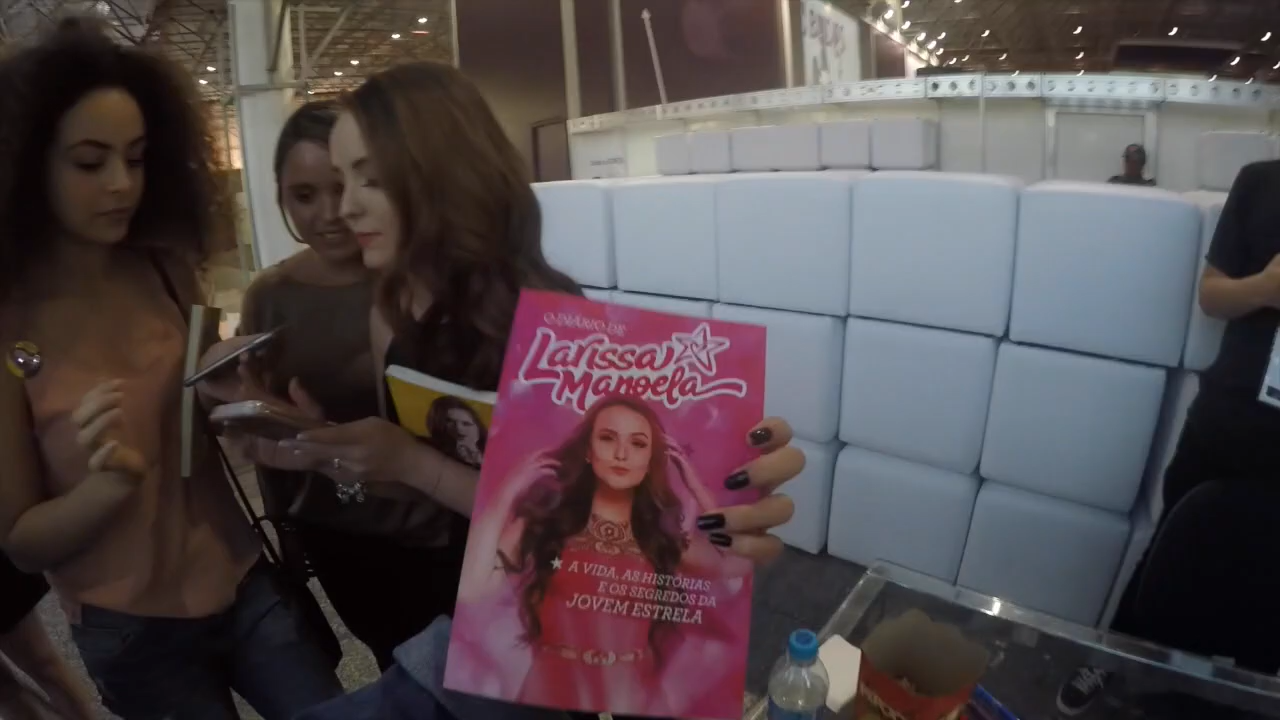 O DIÁRIO DE
Larissa
Manoela
A VIDA, AS HISTÓRIAS
E OS SEGREDOS DA
JOVEM ESTRELA